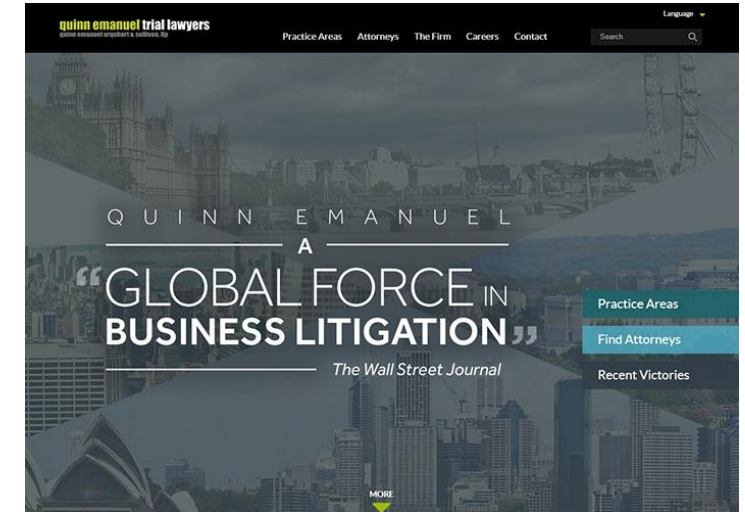 Language
quinn emanuel trial lawyers
quinn emanuel urquhart & sullivan, llp
Practice Areas Attorneys The Firm Careers Contact
Search
QUINN EMANUEL
A
“GLOBAL FORCE IN
BUSINESS LITIGATION”
The Wall Street Journal
Practice Areas
Find Attorneys
Recent Victories
MORE